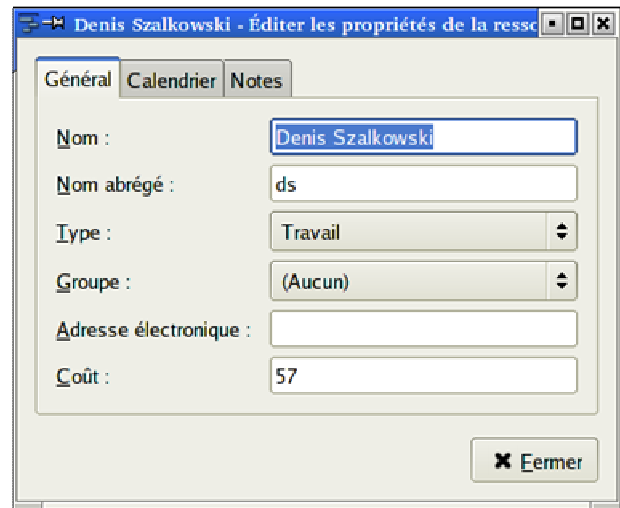 Denis Szalkowski - Éditer les propriétés de la resso
Général Calendrier Notes
Nom : Denis Szalkowski
Nom abrégé : ds
Type : Travail
Groupe : (Aucun)
Adresse électronique :
Coût : 57
Fermer